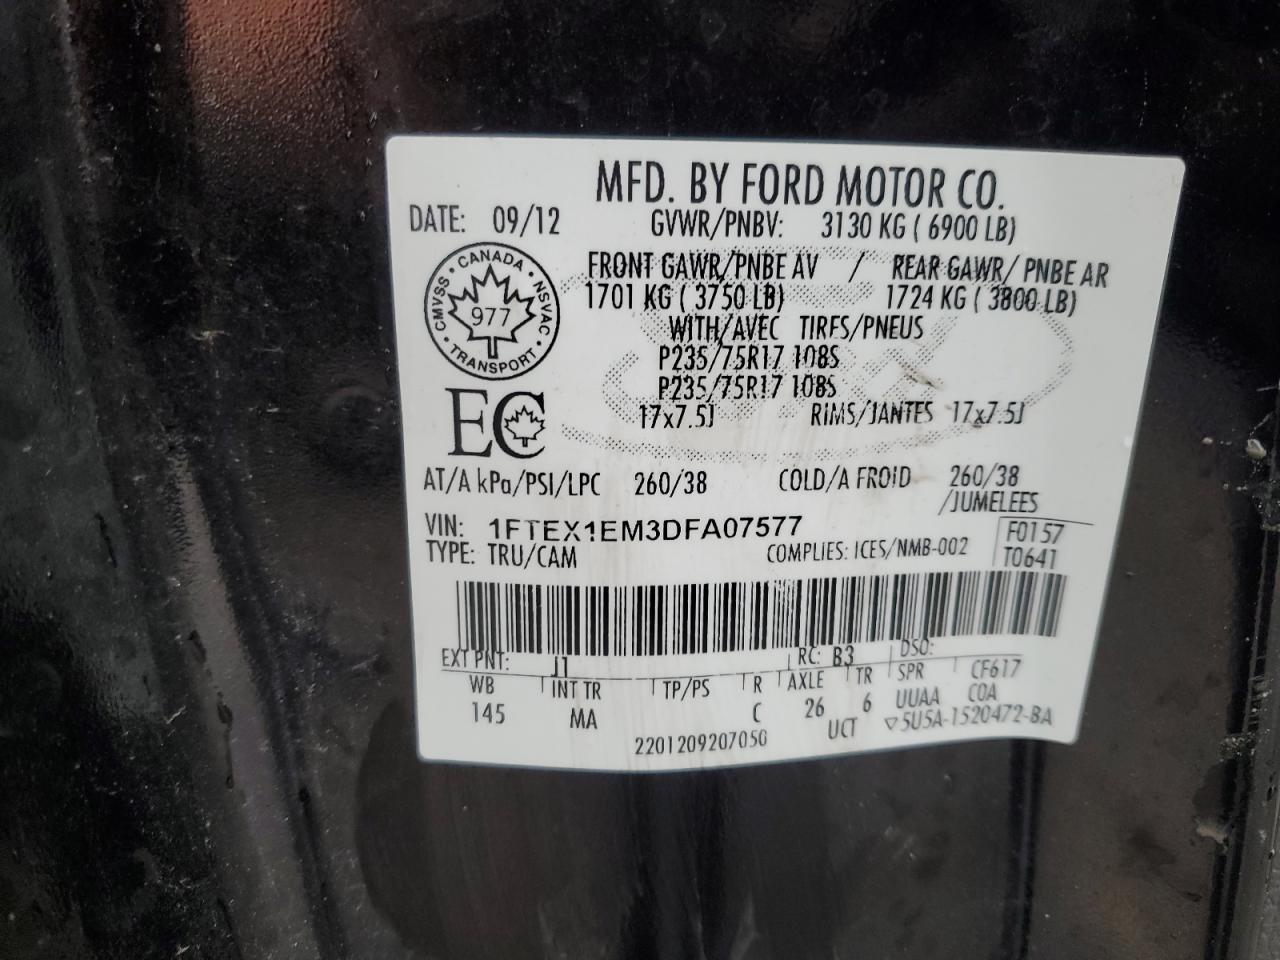 MFD. BY FORD MOTOR CO.
DATE: 09/12 GVWR/PNBV: 3130 KG ( 6900 LB)
FRONT GAWR/PNBE AV / REAR GAWR/ PNBE AR
1701 KG ( 3750 LB) 1724 KG ( 3800 LB)
CMVSS • CANADA • NSVAC • TRANSPORT •
977
WITH/AVEC TIRES/PNEUS
P235/75R17 108S
P235/75R17 108S
EC
17x7.5J RIMS/JANTES 17x7.5J
AT/A kPa/PSI/LPC 260/38 COLD/A FROID 260/38
/JUMELEES
VIN: 1FTEX1EM3DFA07577 F0157
TYPE: TRU/CAM COMPLIES: ICES/NMB-002 T0641
EXT PNT: J1 RC: B3 DSO:
WB INT TR TP/PS R AXLE TR SPR CF617
145 MA C 26 6 UUAA COA
2201209207050 UCT ▽5U5A-1520472-BA